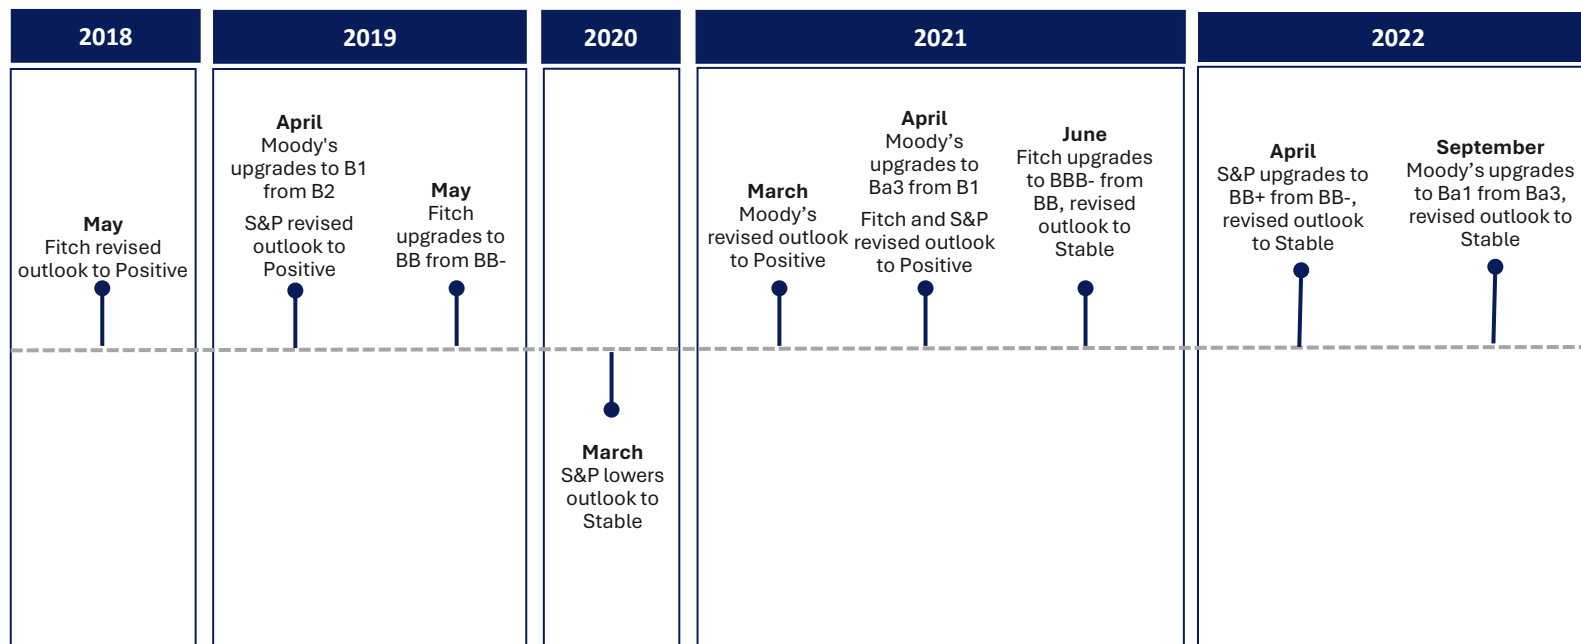 2018
May
Fitch revised
outlook to Positive
2019
April
Moody's
upgrades to B1
from B2
S&P revised
outlook to
Positive
May
Fitch
upgrades to
BB from BB-
2020
March
S&P lowers
outlook to
Stable
2021
March
Moody’s
revised outlook
to Positive
April
Moody’s
upgrades to
Ba3 from B1
Fitch and S&P
revised outlook
to Positive
June
Fitch upgrades
to BBB- from
BB, revised
outlook to
Stable
2022
April
S&P upgrades to
BB+ from BB-,
revised outlook
to Stable
September
Moody’s upgrades
to Ba1 from Ba3,
revised outlook to
Stable